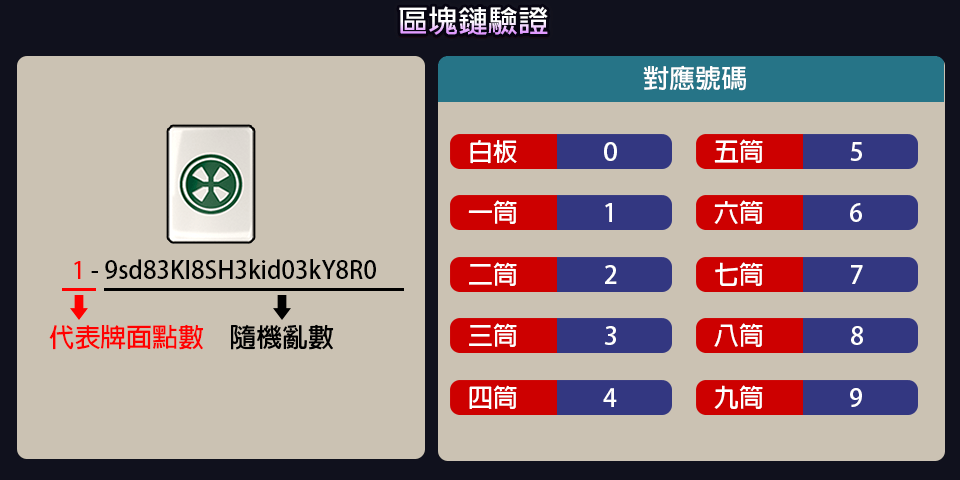 區塊鏈驗證
1 - 9sd83KI8SH3kid03kY8R0
代表牌面點數 隨機亂數
對應號碼
白板 0
五筒 5
一筒 1
六筒 6
二筒 2
七筒 7
三筒 3
八筒 8
四筒 4
九筒 9